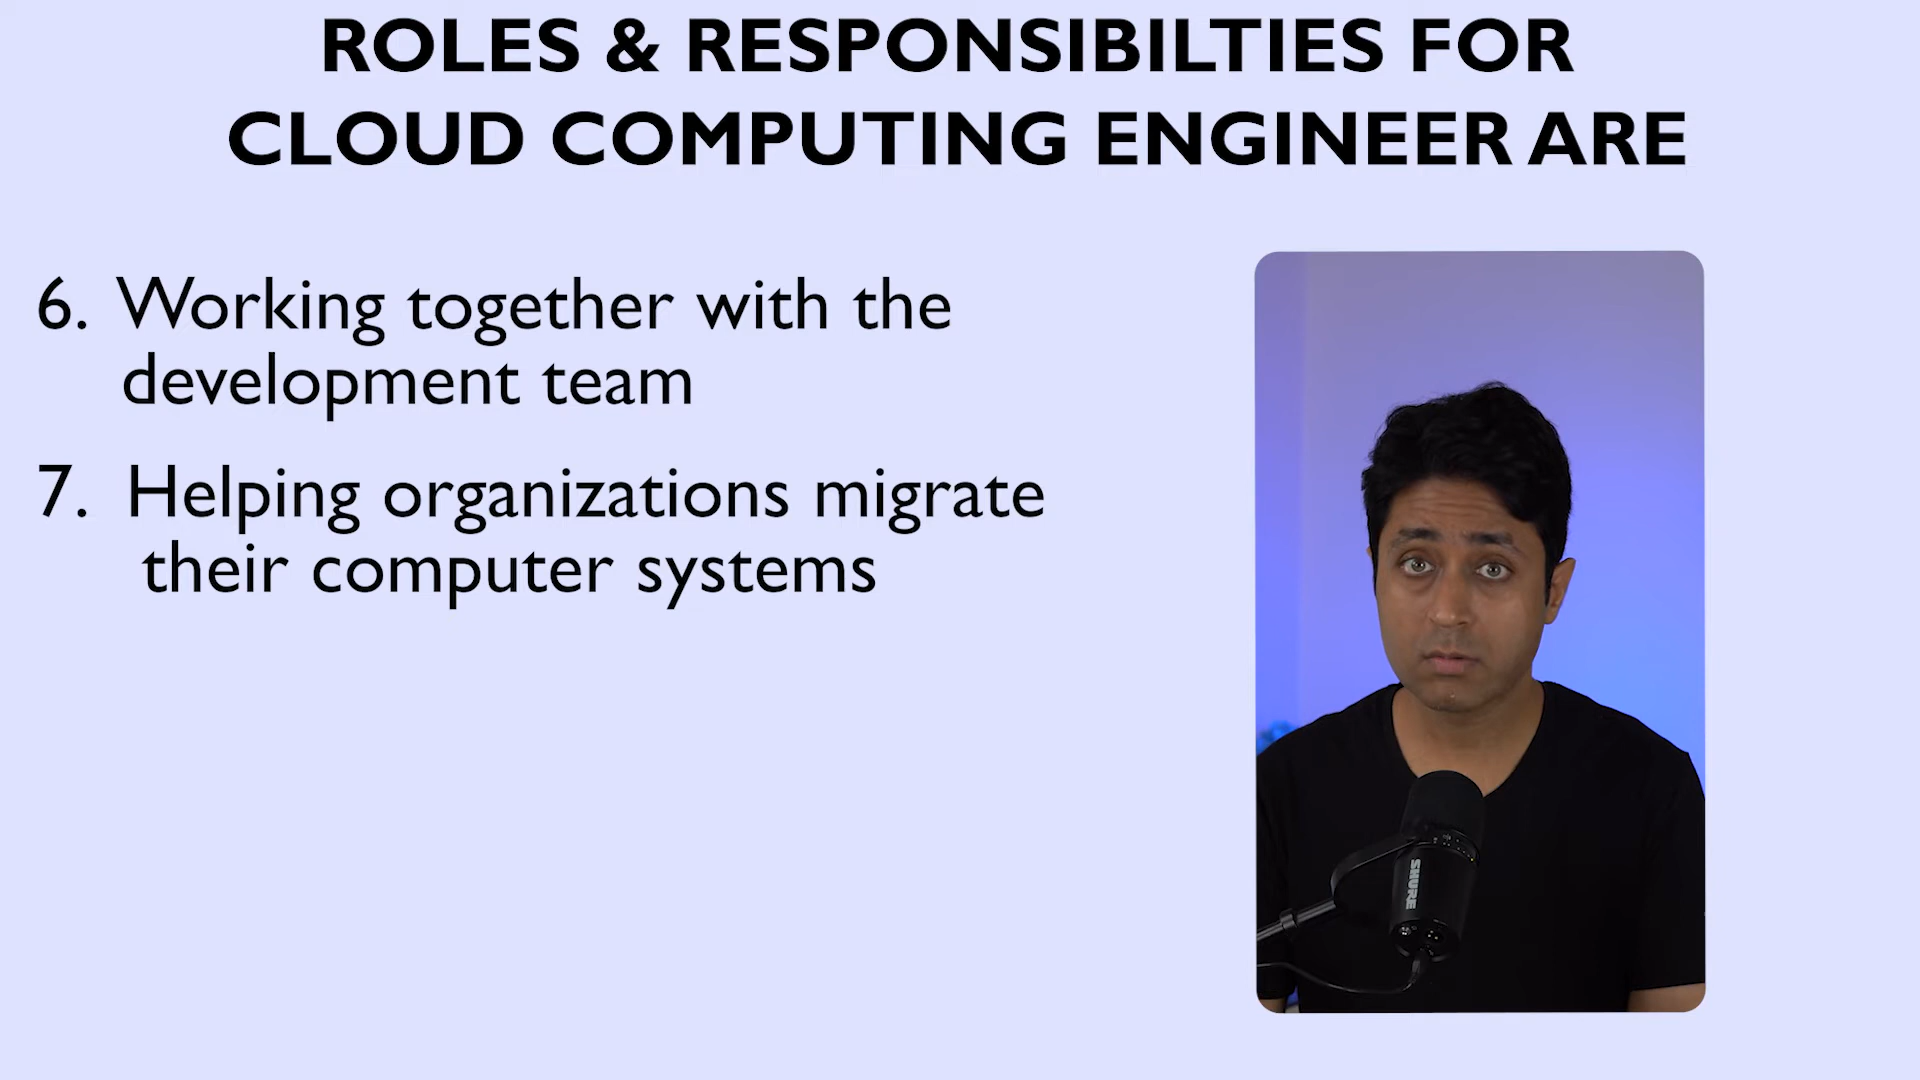 ROLES & RESPONSIBILTIES FOR
CLOUD COMPUTING ENGINEER ARE
6. Working together with the
development team
7. Helping organizations migrate
their computer systems
SHURE